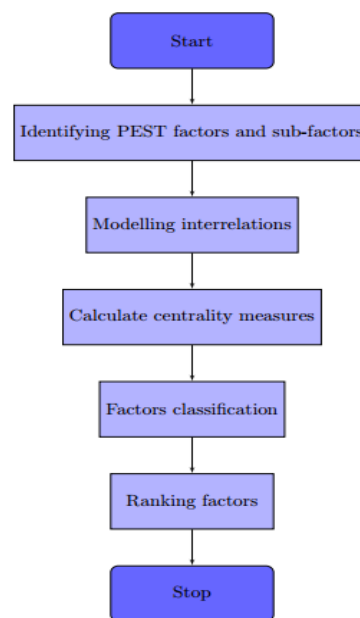 Start
Identifying PEST factors and sub-factors
Modelling interrelations
Calculate centrality measures
Factors classification
Ranking factors
Stop